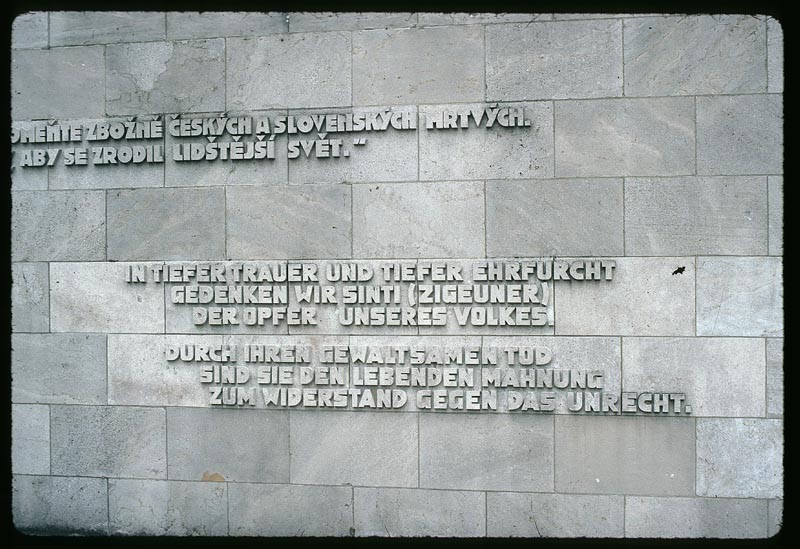 ZBOŽNĚ ČESKÝCH A SLOVENSKÝCH MRTVÝCH.
ABY SE ZRODIL LIDŠTĚJŠÍ SVĚT.“
IN TIEFER TRAUER UND TIEFER EHRFURCHT
GEDENKEN WIR SINTI (ZIGEUNER)
DER OPFER UNSERES VOLKES.
DURCH IHREN GEWALTSAMEN TOD
SIND SIE DEN LEBENDEN MAHNUNG
ZUM WIDERSTAND GEGEN DAS UNRECHT.